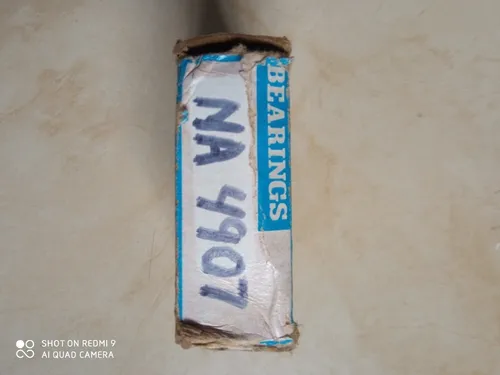 BEARINGS
NA 4907
SHOT ON REDMI 9
AI QUAD CAMERA